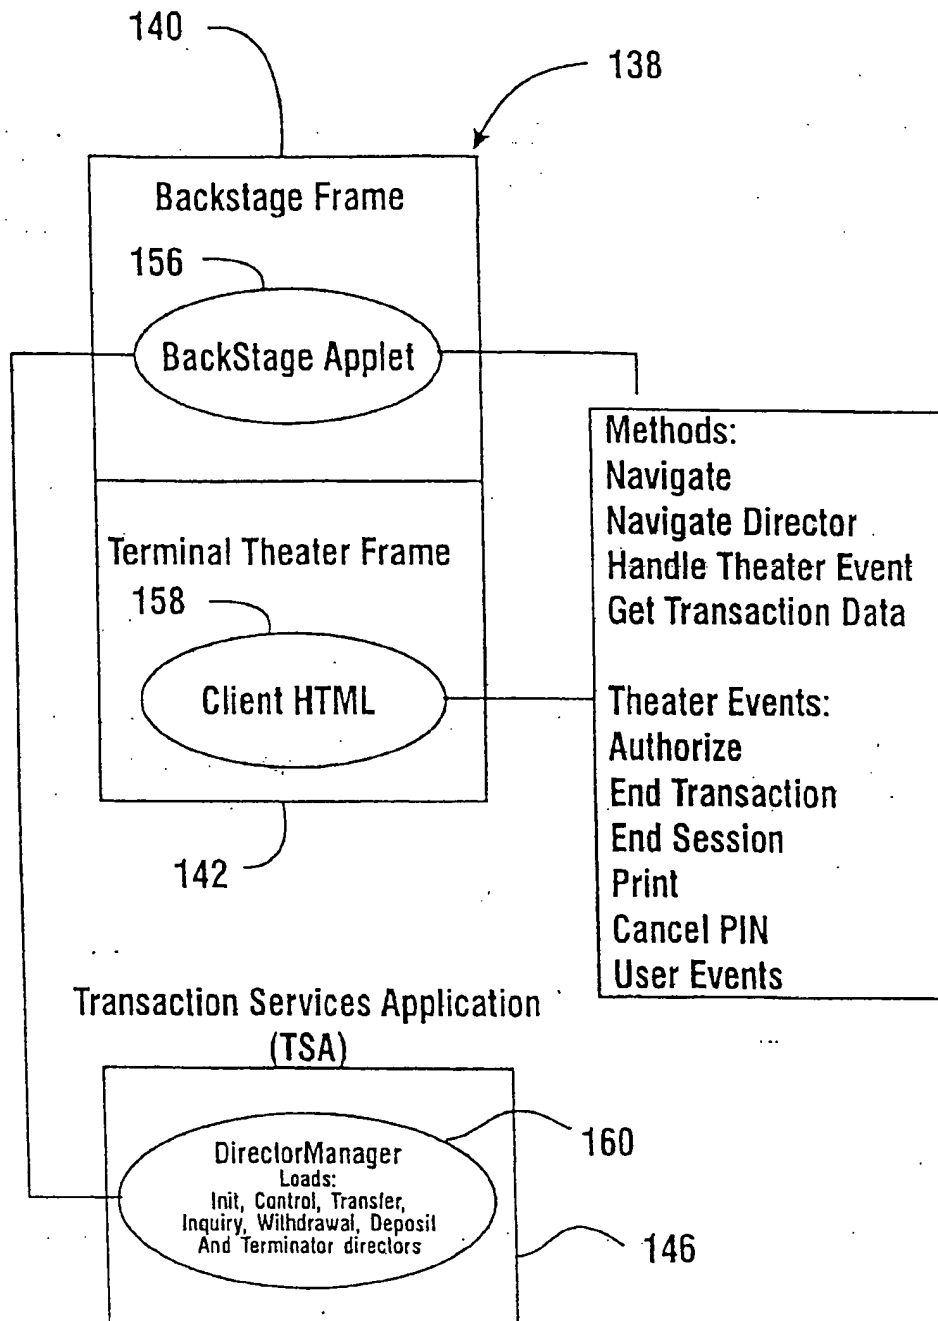 140
138
Backstage Frame
156
BackStage Applet
Methods:
Navigate
Navigate Director
Handle Theater Event
Get Transaction Data
Terminal Theater Frame
158
Client HTML
Theater Events:
Authorize
End Transaction
End Session
Print
Cancel PIN
User Events
142
Transaction Services Application
(TSA)
DirectorManager
Loads:
Init, Control, Transfer,
Inquiry, Withdrawal, Deposit
And Terminator directors
160
146